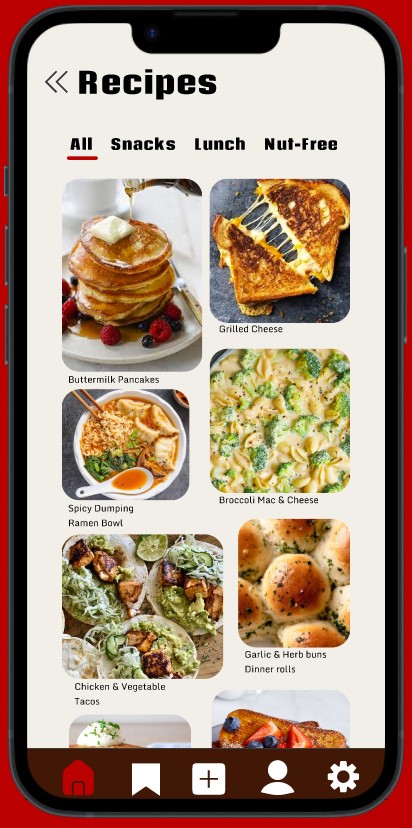 Recipes
All Snacks Lunch Nut-Free
Buttermilk Pancakes
Grilled Cheese
Spicy Dumping
Ramen Bowl
Broccoli Mac & Cheese
Chicken & Vegetable
Tacos
Garlic & Herb buns
Dinner rolls